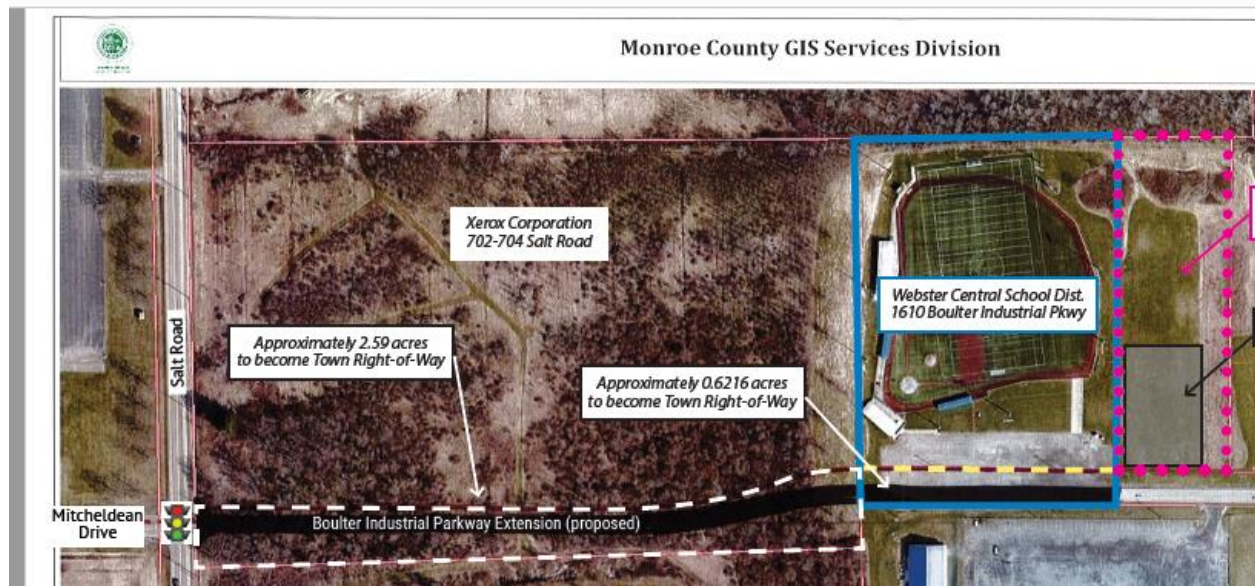 Monroe County GIS Services Division
Xerox Corporation
702-704 Salt Road
Webster Central School Dist.
1610 Boulter Industrial Pkwy
Salt Road
Approximately 2.59 acres
to become Town Right-of-Way
Approximately 0.6216 acres
to become Town Right-of-Way
Mitcheldean
Drive
Boulter Industrial Parkway Extension (proposed)